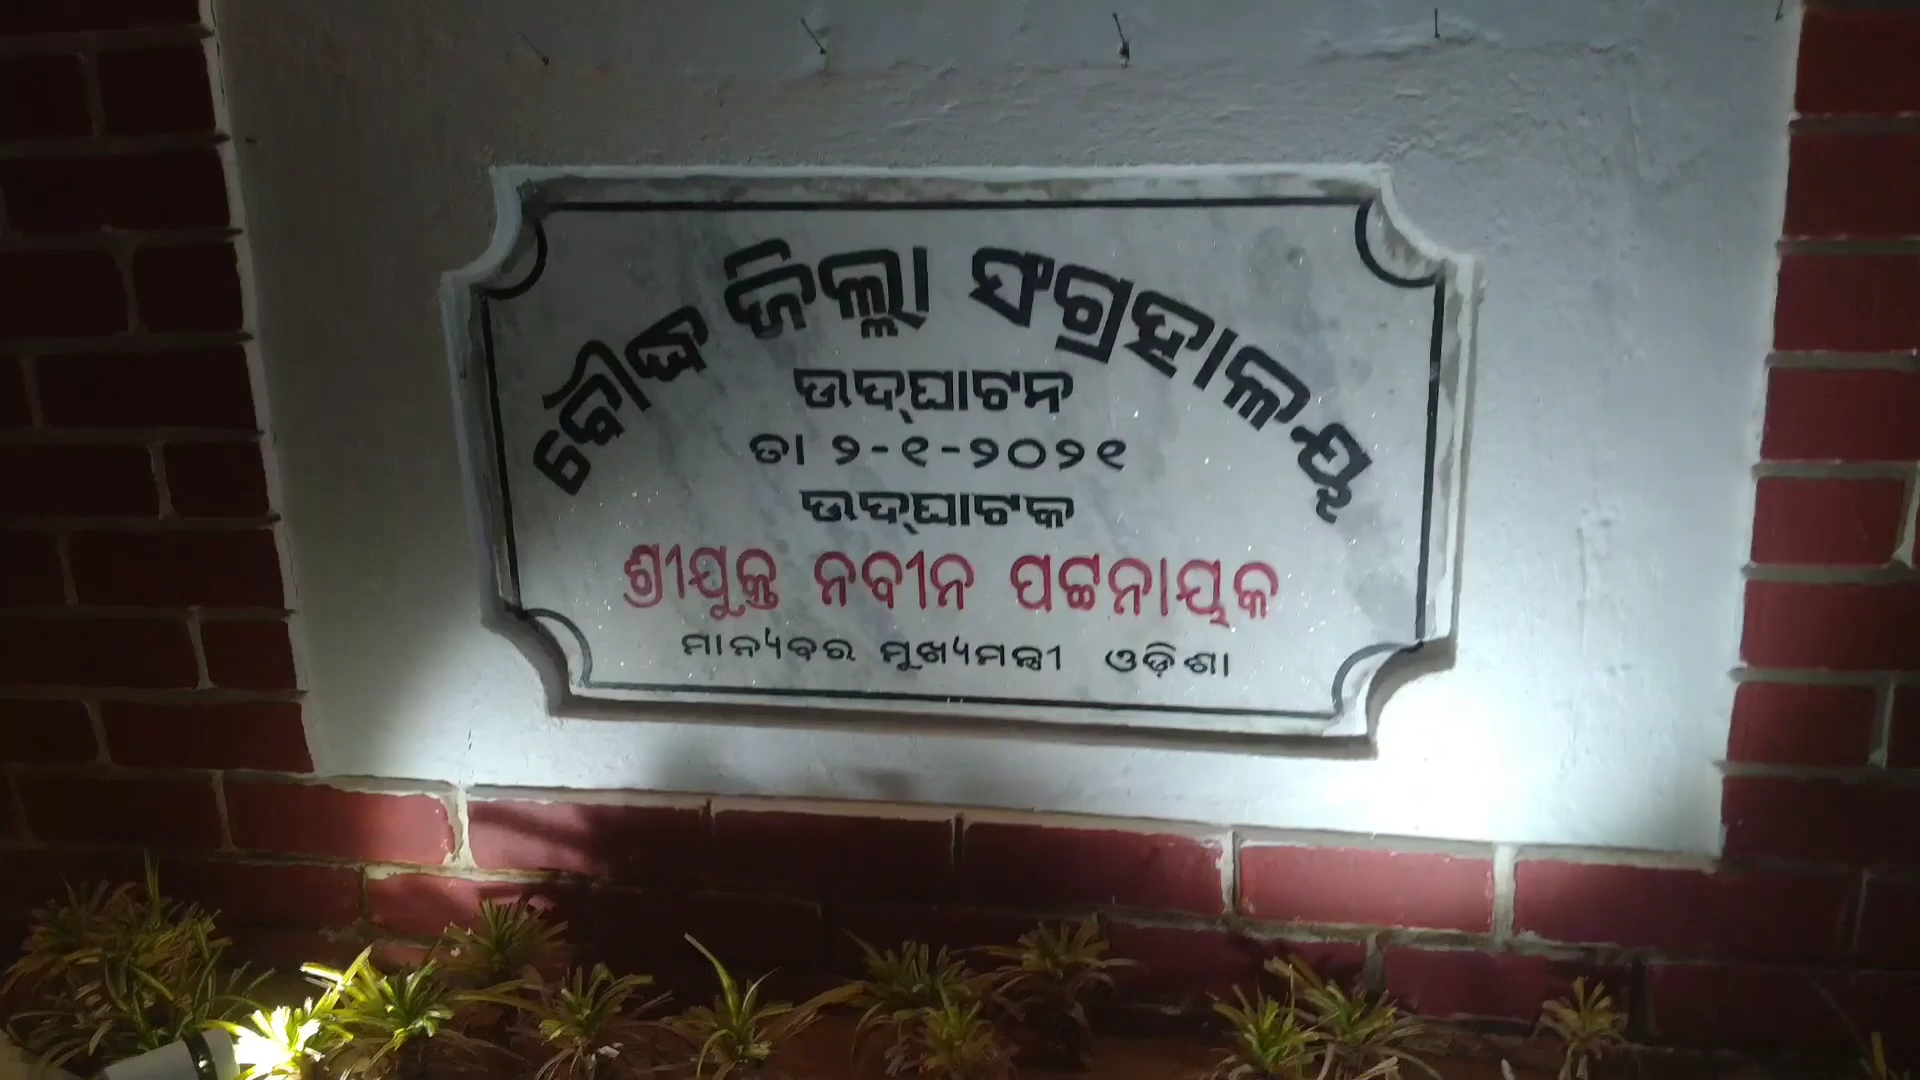 ବୌଦ୍ଧ ଜିଲ୍ଲା ସଂଗ୍ରହାଳୟ
ଉଦ୍‌ଘାଟନ
ତା ୨-୧-୨୦୨୧
ଉଦ୍‌ଘାଟକ
ଶ୍ରୀଯୁକ୍ତ ନବୀନ ପଟ୍ଟନାୟକ
ମାନ୍ୟବର ମୁଖ୍ୟମନ୍ତ୍ରୀ ଓଡ଼ିଶା